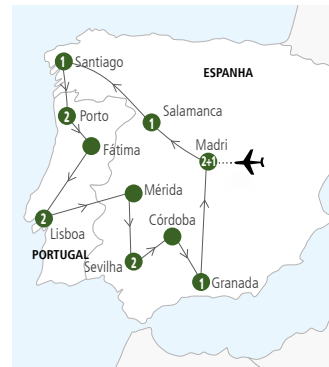 1 Santiago
ESPANHA
2 Porto
Salamanca
1
Fátima
Madri
2+1
Mérida
Córdoba
2
Lisboa
PORTUGAL
Sevilha 2
1 Granada